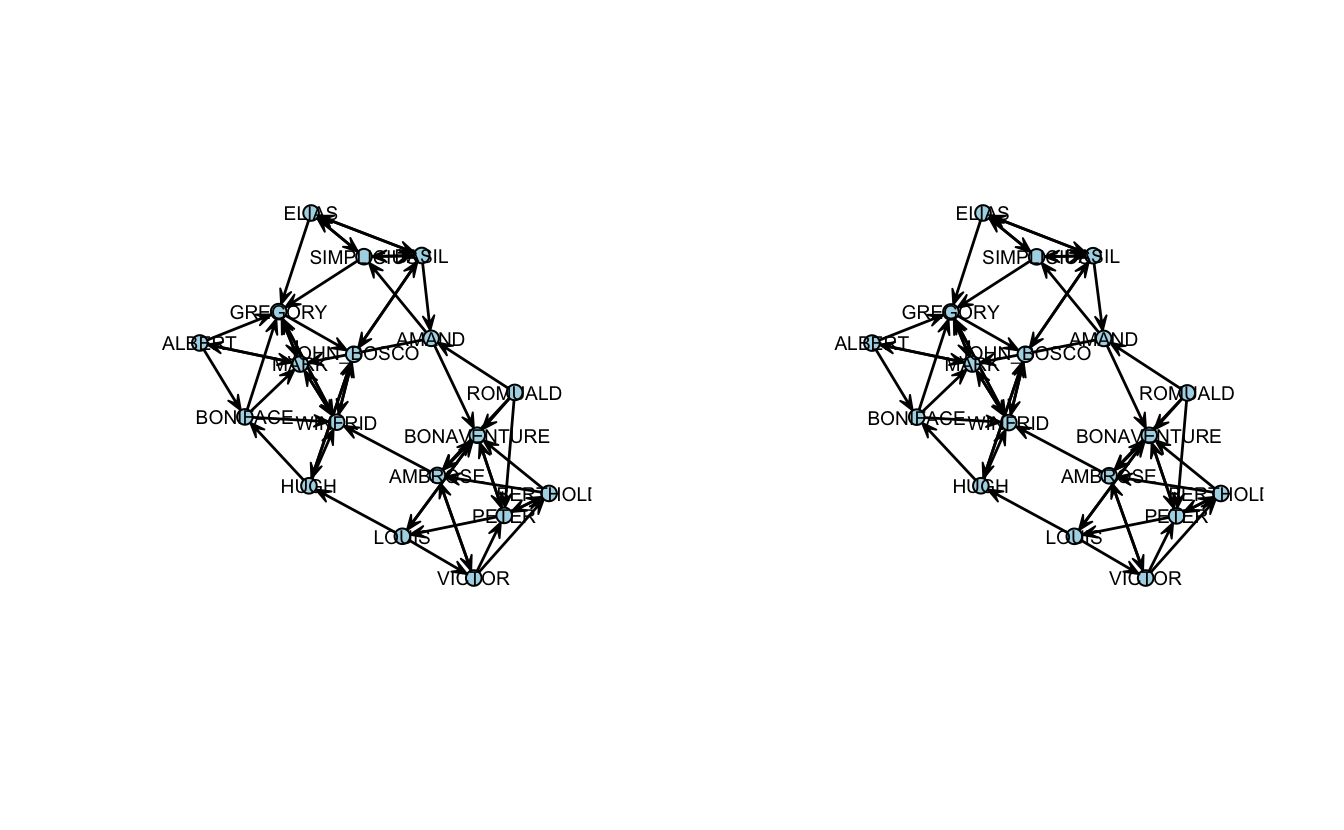 ELIAS
SIMPLICIUS
BASIL
GREGORY
AMAND
ALBERT
JOHN_BOSCO
MARK
ROMUALD
BONIFACE
WINFRID
BONAVENTURE
AMBROSE
HUGH
BERTHOLD
PETER
LOUIS
VICTOR
ELIAS
SIMPLICIUS
BASIL
GREGORY
AMAND
ALBERT
JOHN_BOSCO
MARK
ROMUALD
BONIFACE
WINFRID
BONAVENTURE
AMBROSE
HUGH
BERTHOLD
PETER
LOUIS
VICTOR